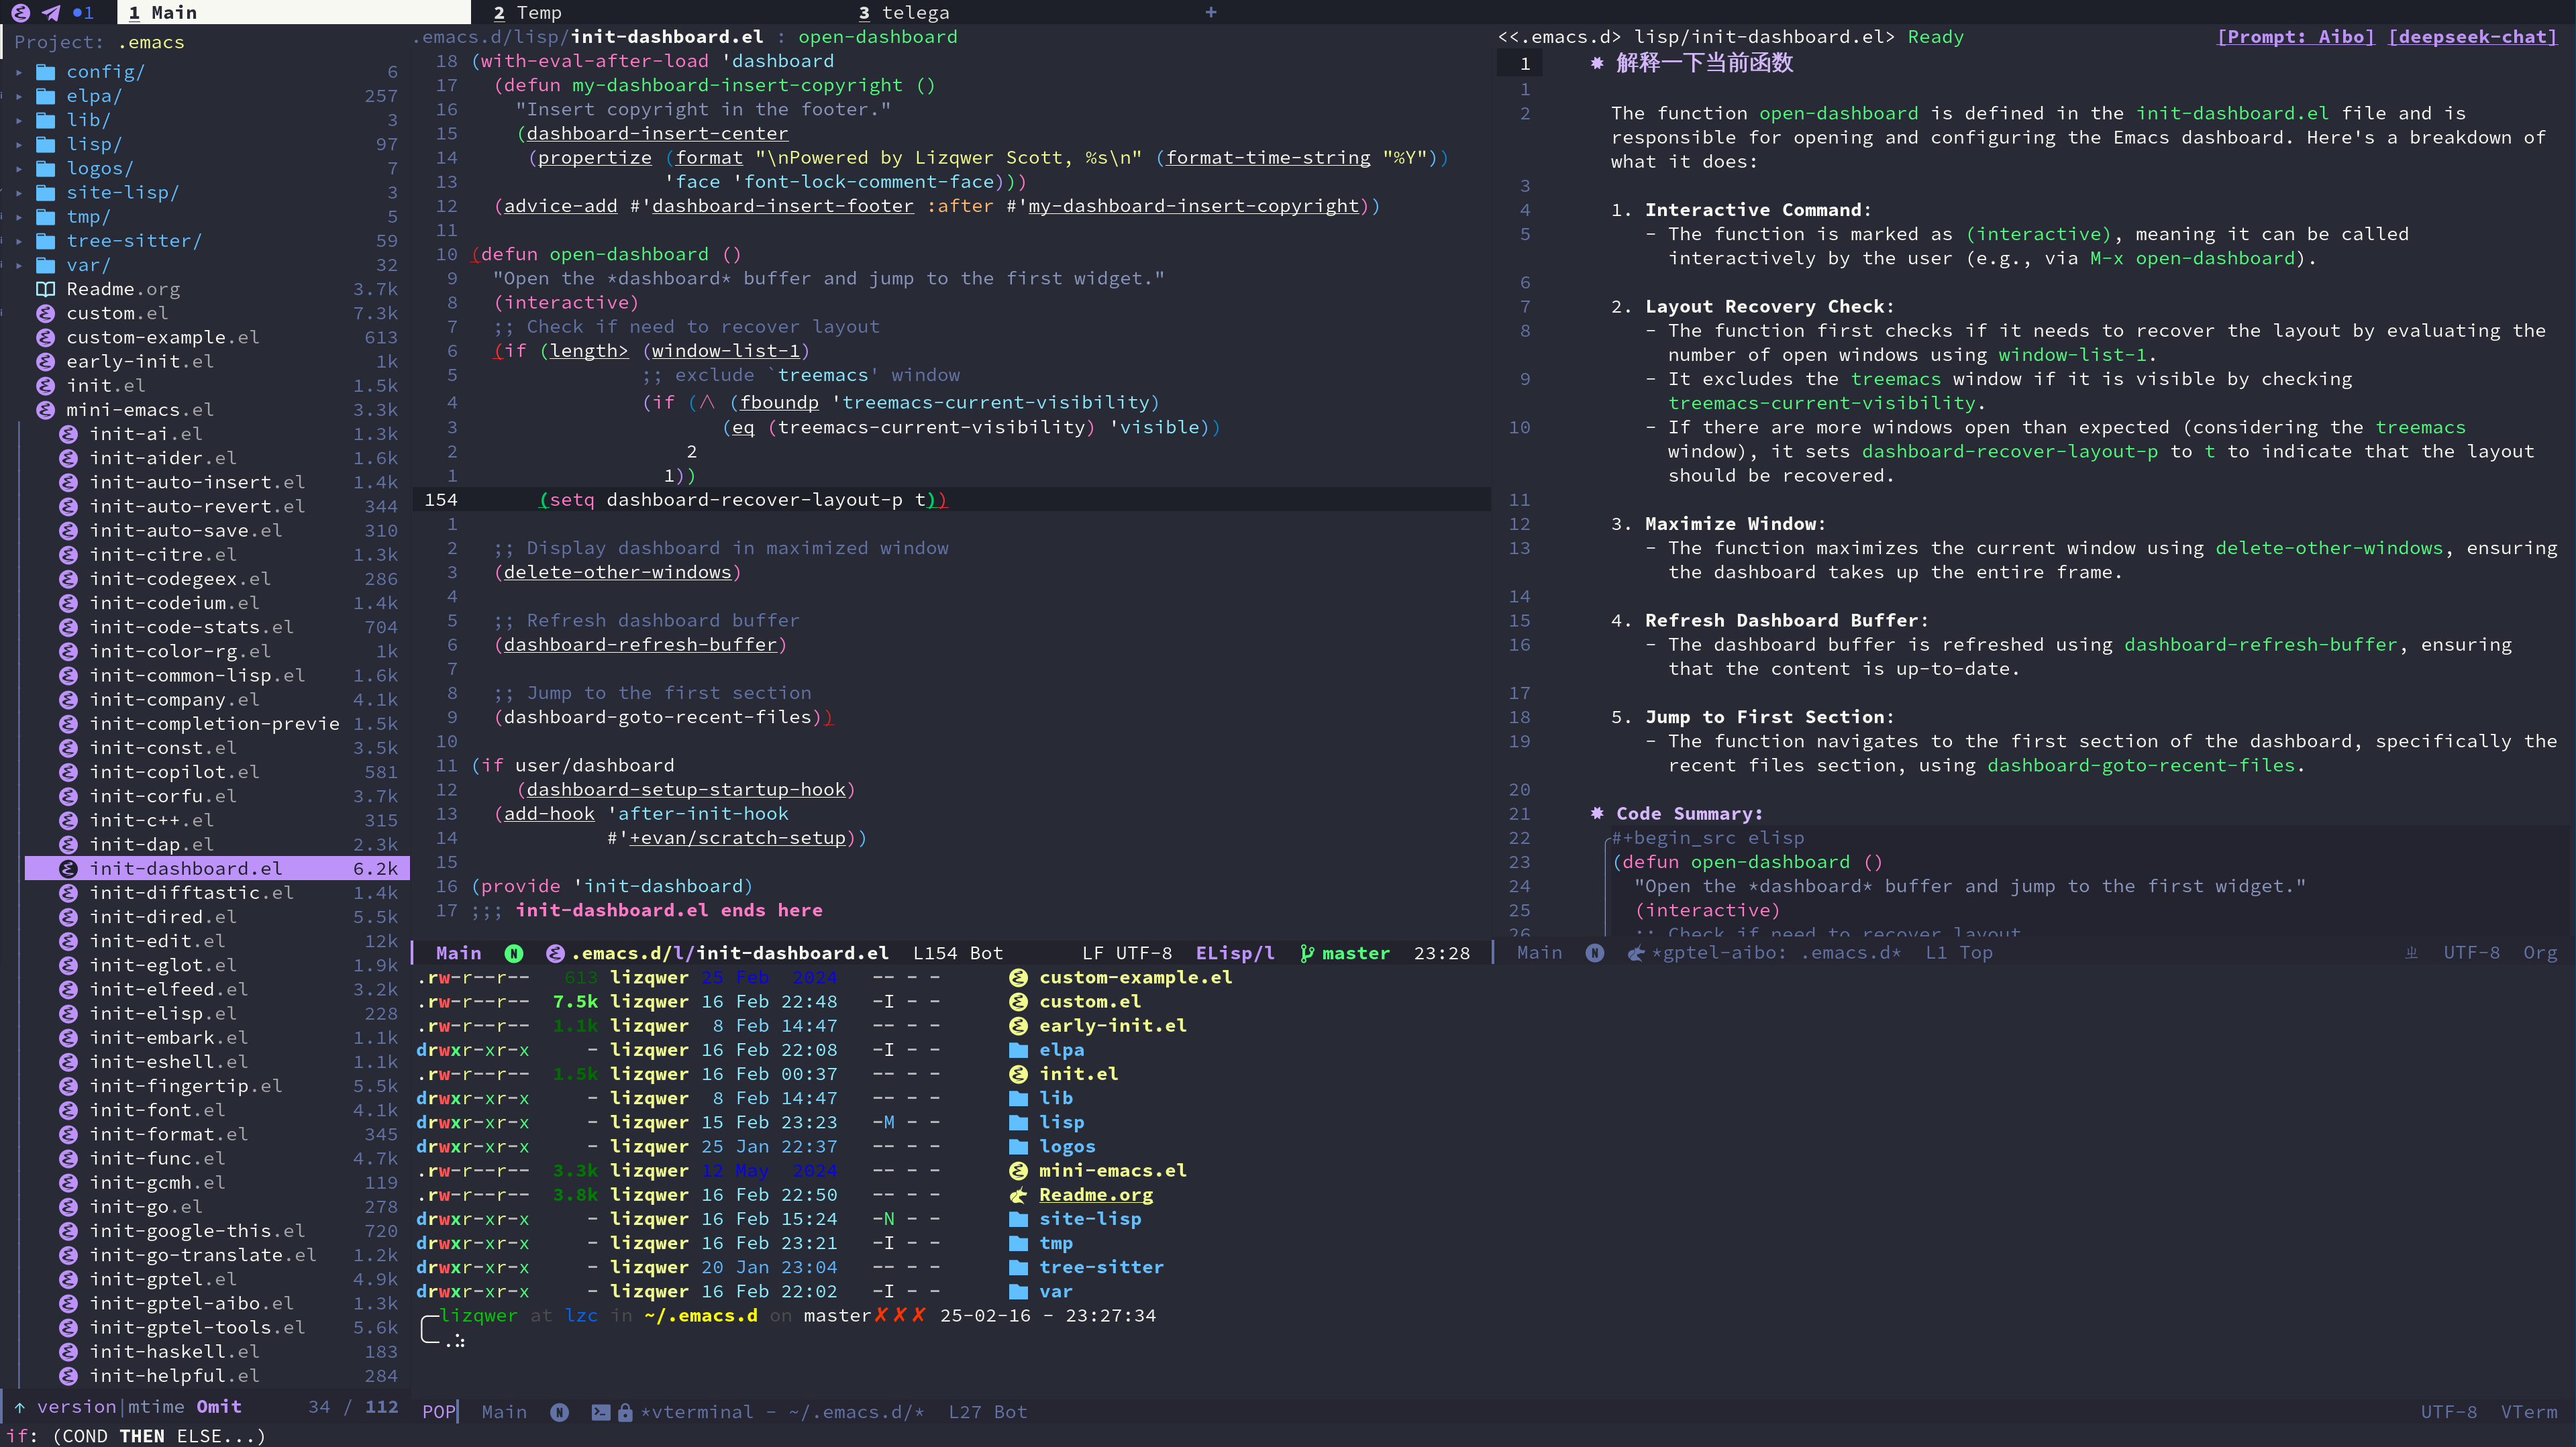 1
1 Main
2 Temp
3 telega
+
Project: .emacs
config/ 6
elpa/ 257
lib/ 3
lisp/ 97
logos/ 7
site-lisp/ 3
tmp/ 5
tree-sitter/ 59
var/ 32
Readme.org 3.7k
custom.el 7.3k
custom-example.el 613
early-init.el 1k
init.el 1.5k
mini-emacs.el 3.3k
init-ai.el 1.3k
init-aider.el 1.6k
init-auto-insert.el 1.4k
init-auto-revert.el 344
init-auto-save.el 310
init-citre.el 1.3k
init-codegeex.el 286
init-codeium.el 1.4k
init-code-stats.el 704
init-color-rg.el 1k
init-common-lisp.el 1.6k
init-company.el 4.1k
init-completion-previe 1.5k
init-const.el 3.5k
init-copilot.el 581
init-corfu.el 3.7k
init-c++.el 315
init-dap.el 2.3k
init-dashboard.el 6.2k
init-difftastic.el 1.4k
init-dired.el 5.5k
init-edit.el 12k
init-eglot.el 1.9k
init-elfeed.el 3.2k
init-elisp.el 228
init-embark.el 1.1k
init-eshell.el 1.1k
init-fingertip.el 5.5k
init-font.el 4.1k
init-format.el 345
init-func.el 4.7k
init-gcmh.el 119
init-go.el 278
init-google-this.el 720
init-go-translate.el 1.2k
init-gptel.el 4.9k
init-gptel-aibo.el 1.3k
init-gptel-tools.el 5.6k
init-haskell.el 183
init-helpful.el 284
↑ version|mtime Omit 34 / 112
.emacs.d/lisp/init-dashboard.el : open-dashboard
18 (with-eval-after-load 'dashboard
17 (defun my-dashboard-insert-copyright ()
16 "Insert copyright in the footer."
15 (dashboard-insert-center
14 (propertize (format "\nPowered by Lizqwer Scott, %s\n" (format-time-string "%Y"))
13 'face 'font-lock-comment-face)))
12 (advice-add #'dashboard-insert-footer :after #'my-dashboard-insert-copyright))
11
10 (defun open-dashboard ()
9 "Open the *dashboard* buffer and jump to the first widget."
8 (interactive)
7 ;; Check if need to recover layout
6 (if (length> (window-list-1)
5 ;; exclude `treemacs' window
4 (if (∧ (fboundp 'treemacs-current-visibility)
3 (eq (treemacs-current-visibility) 'visible))
2 2
1 1))
154 (setq dashboard-recover-layout-p t))
1
2 ;; Display dashboard in maximized window
3 (delete-other-windows)
4
5 ;; Refresh dashboard buffer
6 (dashboard-refresh-buffer)
7
8 ;; Jump to the first section
9 (dashboard-goto-recent-files))
10
11 (if user/dashboard
12 (dashboard-setup-startup-hook)
13 (add-hook 'after-init-hook
14 #'+evan/scratch-setup))
15
16 (provide 'init-dashboard)
17 ;;; init-dashboard.el ends here
Main N .emacs.d/l/init-dashboard.el L154 Bot LF UTF-8 ELisp/l master 23:28
<<.emacs.d> lisp/init-dashboard.el> Ready [Prompt: Aibo] [deepseek-chat]
1 ✸ 解释一下当前函数
1
2 The function open-dashboard is defined in the init-dashboard.el file and is
responsible for opening and configuring the Emacs dashboard. Here's a breakdown of
what it does:
3
4 1. Interactive Command:
5 - The function is marked as (interactive), meaning it can be called
interactively by the user (e.g., via M-x open-dashboard).
6
7 2. Layout Recovery Check:
8 - The function first checks if it needs to recover the layout by evaluating the
number of open windows using window-list-1.
9 - It excludes the treemacs window if it is visible by checking
treemacs-current-visibility.
10 - If there are more windows open than expected (considering the treemacs
window), it sets dashboard-recover-layout-p to t to indicate that the layout
should be recovered.
11
12 3. Maximize Window:
13 - The function maximizes the current window using delete-other-windows, ensuring
the dashboard takes up the entire frame.
14
15 4. Refresh Dashboard Buffer:
16 - The dashboard buffer is refreshed using dashboard-refresh-buffer, ensuring
that the content is up-to-date.
17
18 5. Jump to First Section:
19 - The function navigates to the first section of the dashboard, specifically the
recent files section, using dashboard-goto-recent-files.
20
21 ✸ Code Summary:
22 #+begin_src elisp
23 (defun open-dashboard ()
24 "Open the *dashboard* buffer and jump to the first widget."
25 (interactive)
26 ;; Check if need to recover layout
Main N *gptel-aibo: .emacs.d* L1 Top UTF-8 Org
.rw-r--r-- 613 lizqwer 25 Feb 2024 -- - - custom-example.el
.rw-r--r-- 7.5k lizqwer 16 Feb 22:48 -I - - custom.el
.rw-r--r-- 1.1k lizqwer 8 Feb 14:47 -- - - early-init.el
drwxr-xr-x - lizqwer 16 Feb 22:08 -I - - elpa
.rw-r--r-- 1.5k lizqwer 16 Feb 00:37 -- - - init.el
drwxr-xr-x - lizqwer 8 Feb 14:47 -- - - lib
drwxr-xr-x - lizqwer 15 Feb 23:23 -M - - lisp
drwxr-xr-x - lizqwer 25 Jan 22:37 -- - - logos
.rw-r--r-- 3.3k lizqwer 12 May 2024 -- - - mini-emacs.el
.rw-r--r-- 3.8k lizqwer 16 Feb 22:50 -- - - Readme.org
drwxr-xr-x - lizqwer 16 Feb 15:24 -N - - site-lisp
drwxr-xr-x - lizqwer 16 Feb 23:21 -I - - tmp
drwxr-xr-x - lizqwer 20 Jan 23:04 -- - - tree-sitter
drwxr-xr-x - lizqwer 16 Feb 22:02 -I - - var
╭─lizqwer at lzc in ~/.emacs.d on master✗✗✗ 25-02-16 - 23:27:34
╰─.⠵
POP Main N *vterminal - ~/.emacs.d/* L27 Bot UTF-8 VTerm
if: (COND THEN ELSE...)